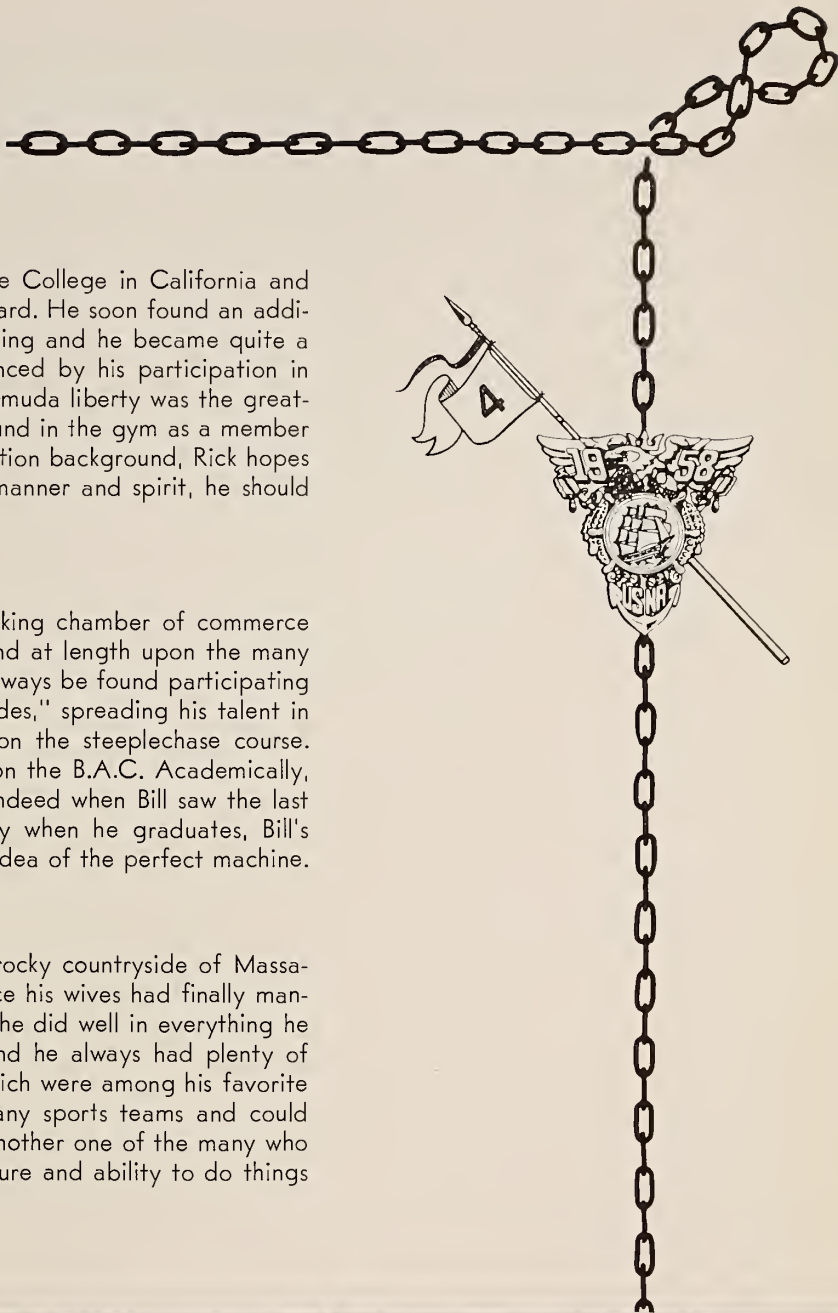 e College in California and
ard. He soon found an addi-
ing and he became quite a
nced by his participation in
muda liberty was the great-
und in the gym as a member
tion background, Rick hopes
nanner and spirit, he should
king chamber of commerce
nd at length upon the many
ways be found participating
des," spreading his talent in
on the steeplechase course.
on the B.A.C. Academically,
ndeed when Bill saw the last
y when he graduates, Bill's
dea of the perfect machine.
rocky countryside of Massa-
ce his wives had finally man-
he did well in everything he
nd he always had plenty of
ich were among his favorite
any sports teams and could
nother one of the many who
ure and ability to do things
4
19 58
USNA